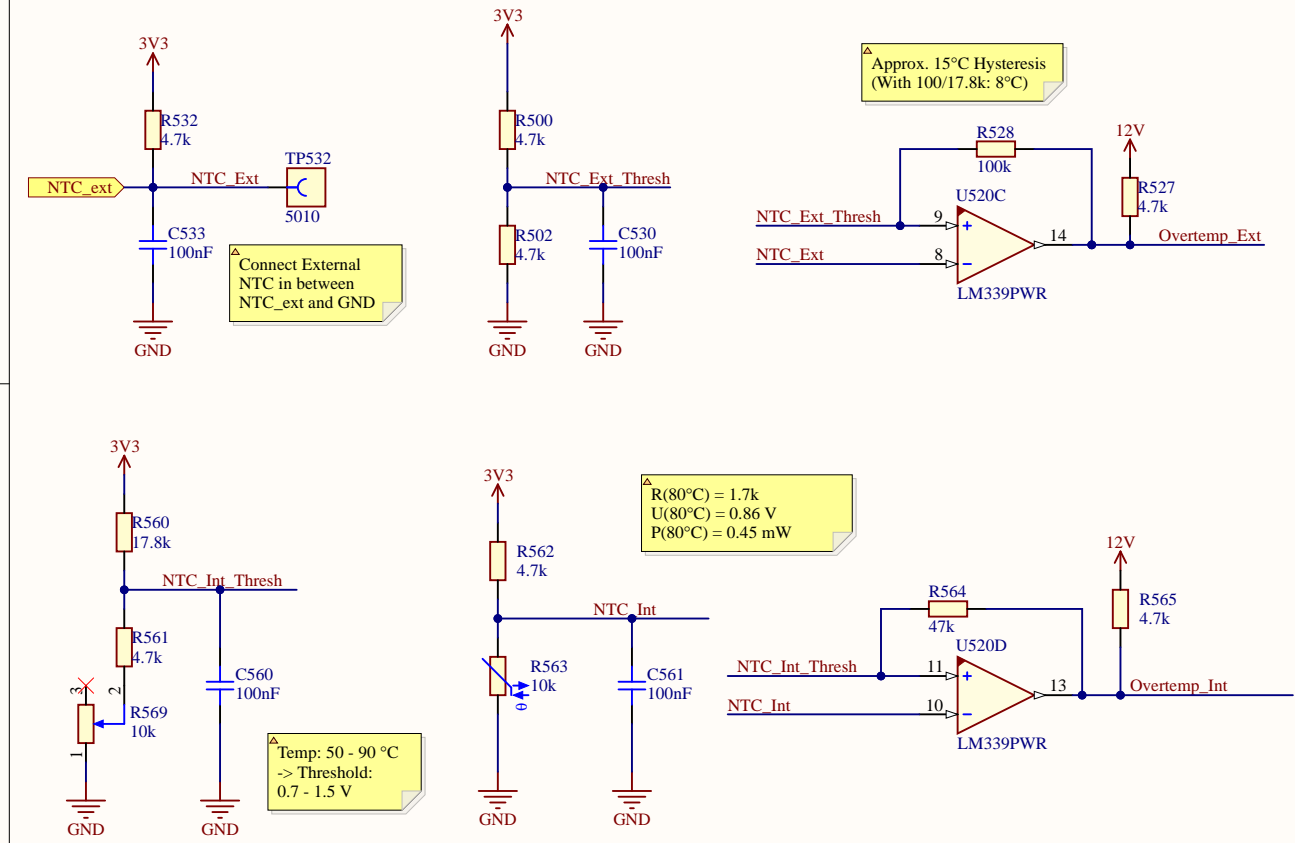 3V3
R532
4.7k
NTC_ext
NTC_Ext
TP532
5010
C533
100nF
Connect External
NTC in between
NTC_ext and GND
GND
3V3
R500
4.7k
NTC_Ext_Thresh
R502
4.7k
C530
100nF
GND
GND
Approx. 15°C Hysteresis
(With 100/17.8k: 8°C)
R528
100k
12V
R527
4.7k
U520C
NTC_Ext_Thresh
9
+
NTC_Ext
8
−
14
Overtemp_Ext
LM339PWR
3V3
R560
17.8k
NTC_Int_Thresh
R561
4.7k
3
2
R569
10k
1
C560
100nF
GND
GND
Temp: 50 - 90 °C
-> Threshold:
0.7 - 1.5 V
3V3
R562
4.7k
NTC_Int
R563
10k
θ
C561
100nF
GND
GND
R(80°C) = 1.7k
U(80°C) = 0.86 V
P(80°C) = 0.45 mW
R564
47k
12V
R565
4.7k
U520D
NTC_Int_Thresh
11
+
NTC_Int
10
−
13
Overtemp_Int
LM339PWR